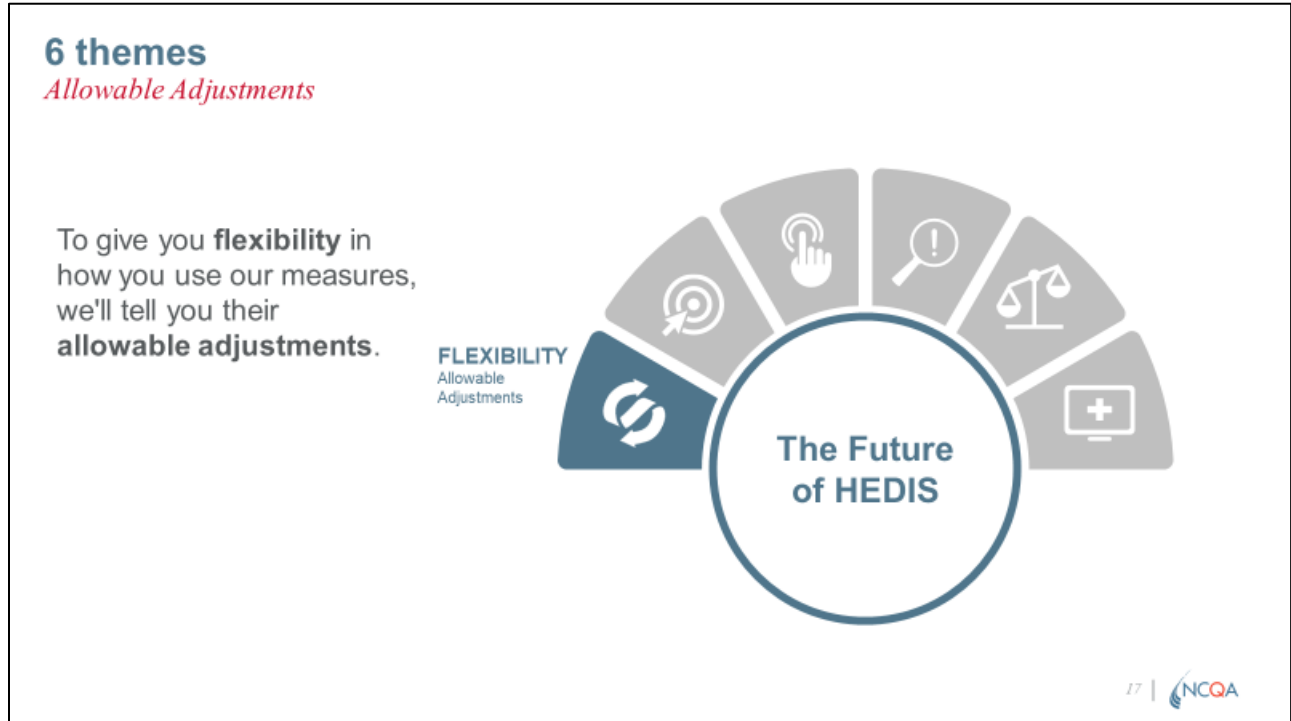 6 themes
Allowable Adjustments
To give you flexibility in
how you use our measures,
we'll tell you their
allowable adjustments.
FLEXIBILITY
Allowable
Adjustments
!
The Future
of HEDIS
17 | NCQA